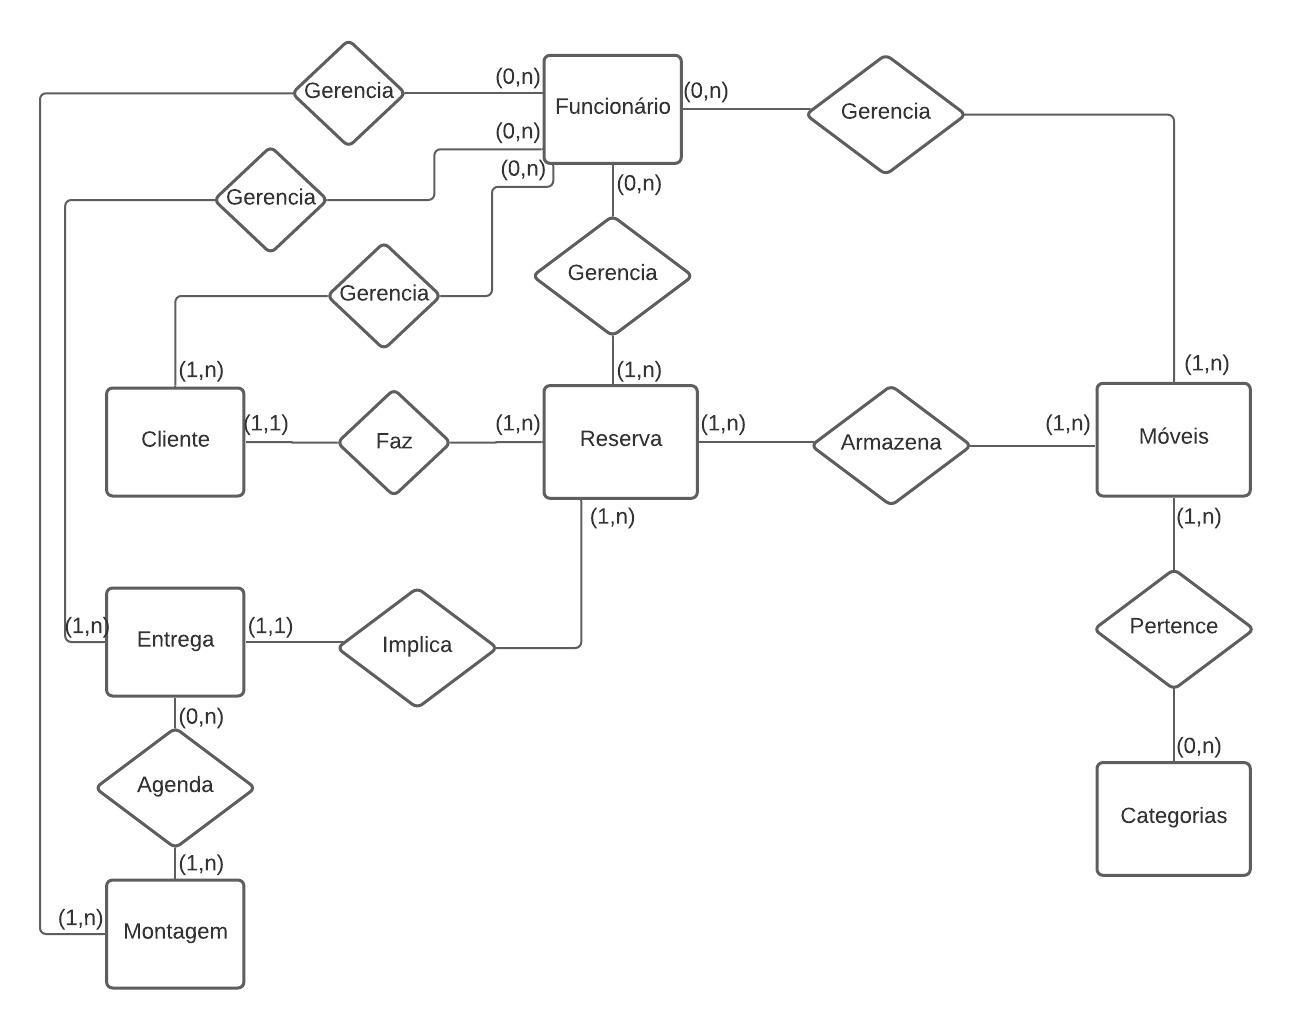 Gerencia
(0,n)
Funcionário
(0,n)
Gerencia
(0,n)
(0,n)
(0,n)
Gerencia
Gerencia
Gerencia
(1,n)
(1,n)
(1,n)
Cliente
(1,1)
Faz
(1,n)
Reserva
(1,n)
Armazena
(1,n)
Móveis
(1,n)
(1,n)
(1,n)
Entrega
(1,1)
Implica
Pertence
(0,n)
(0,n)
Agenda
Categorias
(1,n)
(1,n)
Montagem